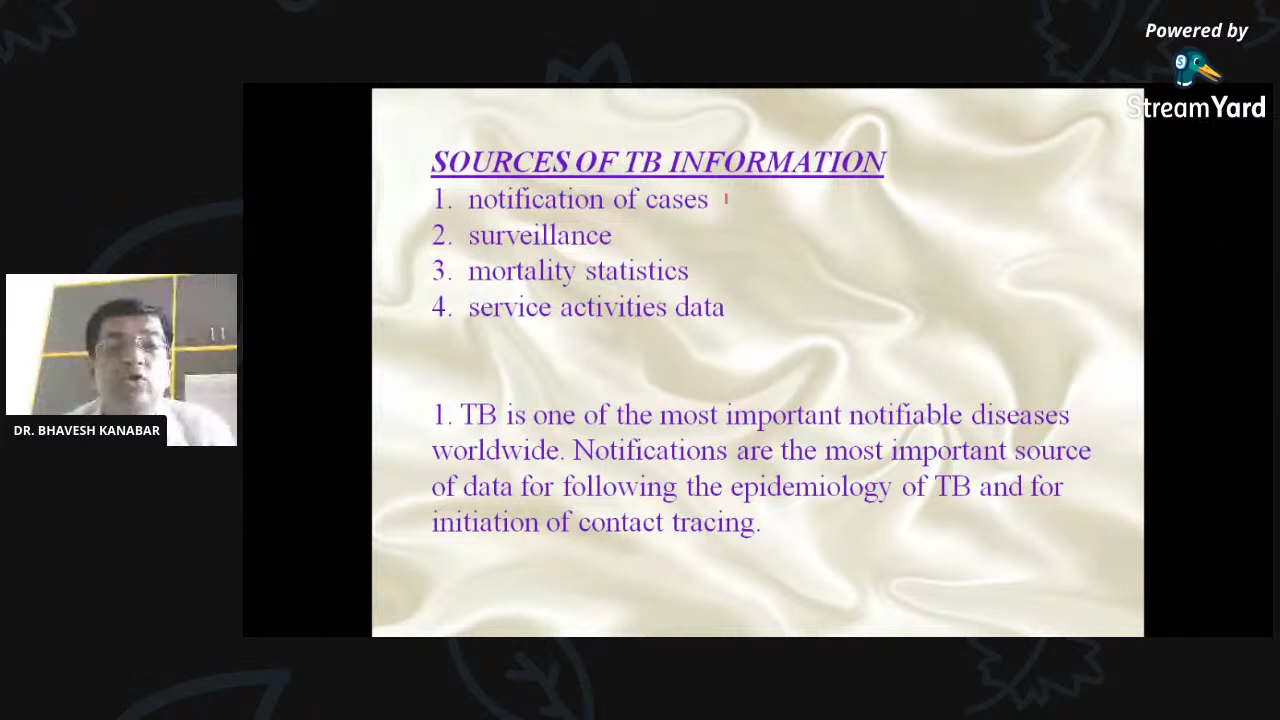 Powered by
StreamYard
SOURCES OF TB INFORMATION
1. notification of cases
2. surveillance
3. mortality statistics
4. service activities data
1. TB is one of the most important notifiable diseases
worldwide. Notifications are the most important source
of data for following the epidemiology of TB and for
initiation of contact tracing.
DR. BHAVESH KANABAR